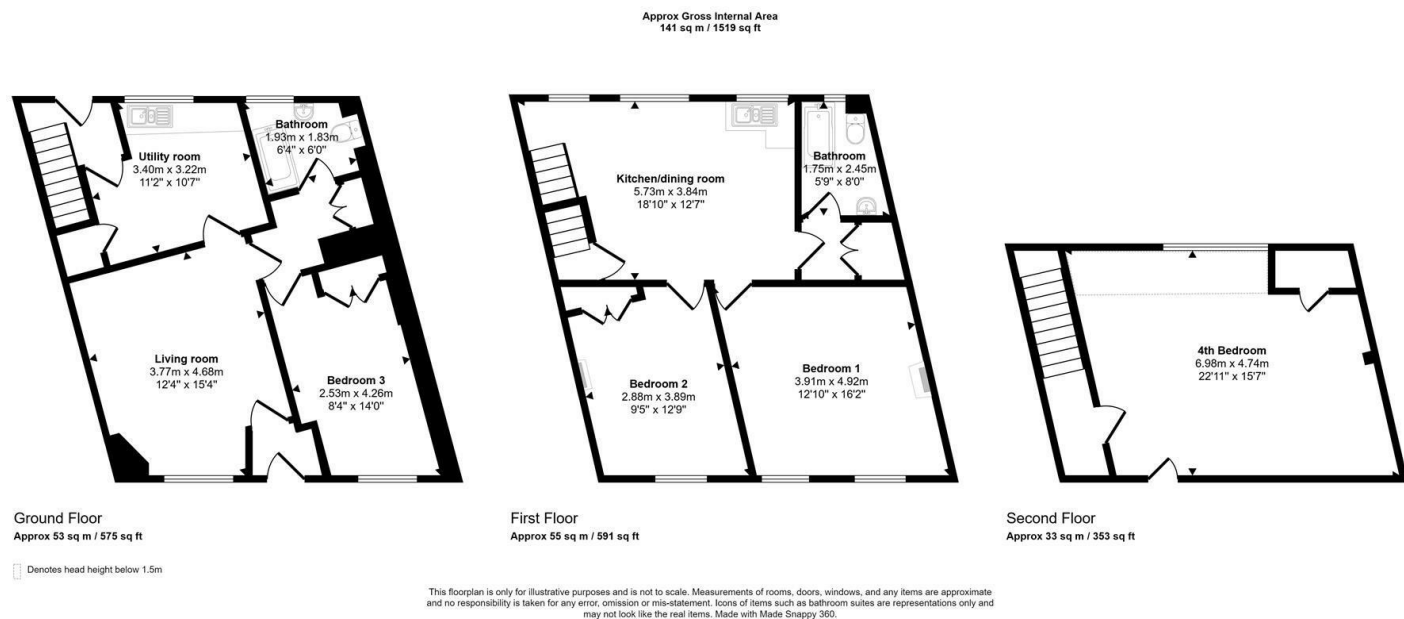 Approx Gross Internal Area
141 sq m / 1519 sq ft
Utility room
3.40m x 3.22m
11'2" x 10'7"
Bathroom
1.93m x 1.83m
6'4" x 6'0"
Living room
3.77m x 4.68m
12'4" x 15'4"
Bedroom 3
2.53m x 4.26m
8'4" x 14'0"
Ground Floor
Approx 53 sq m / 575 sq ft
Denotes head height below 1.5m
Kitchen/dining room
5.73m x 3.84m
18'10" x 12'7"
Bathroom
1.75m x 2.45m
5'9" x 8'0"
Bedroom 2
2.88m x 3.89m
9'5" x 12'9"
Bedroom 1
3.91m x 4.92m
12'10" x 16'2"
First Floor
Approx 55 sq m / 591 sq ft
4th Bedroom
6.98m x 4.74m
22'11" x 15'7"
Second Floor
Approx 33 sq m / 353 sq ft
This floorplan is only for illustrative purposes and is not to scale. Measurements of rooms, doors, windows, and any items are approximate
and no responsibility is taken for any error, omission or mis-statement. Icons of items such as bathroom suites are representations only and
may not look like the real items. Made with Made Snappy 360.